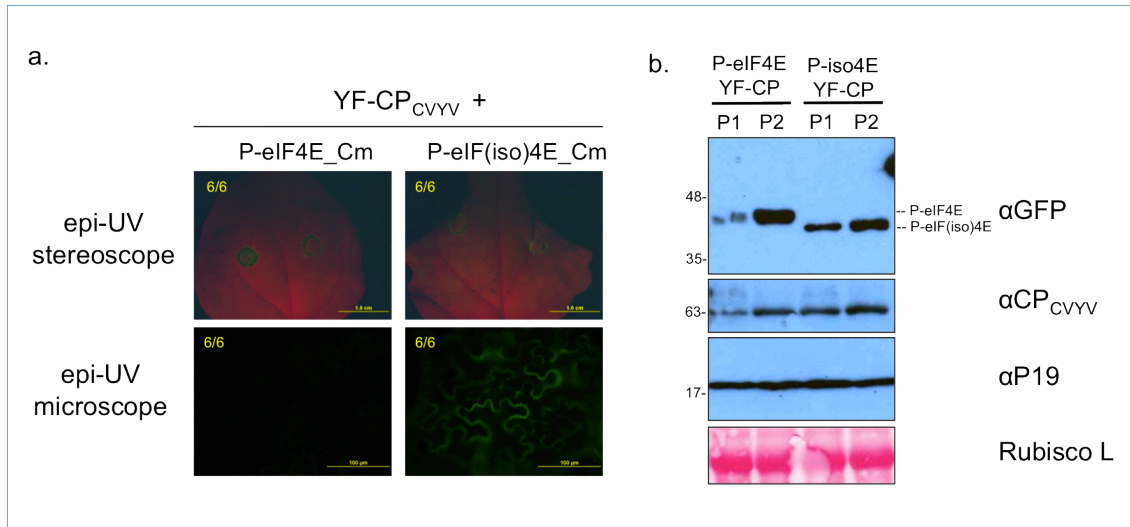 a.
YF-CPCVYV +
P-eIF4E_Cm P-eIF(iso)4E_Cm
epi-UV
stereoscope
6/6 6/6
1.6 cm 1.6 cm
epi-UV
microscope
6/6 6/6
100 µm 100 µm
b.
P-eIF4E P-iso4E
YF-CP YF-CP
P1 P2 P1 P2
48-
-- P-eIF4E
-- P-eIF(iso)4E
αGFP
35-
63-
αCPCVYV
17-
αP19
Rubisco L